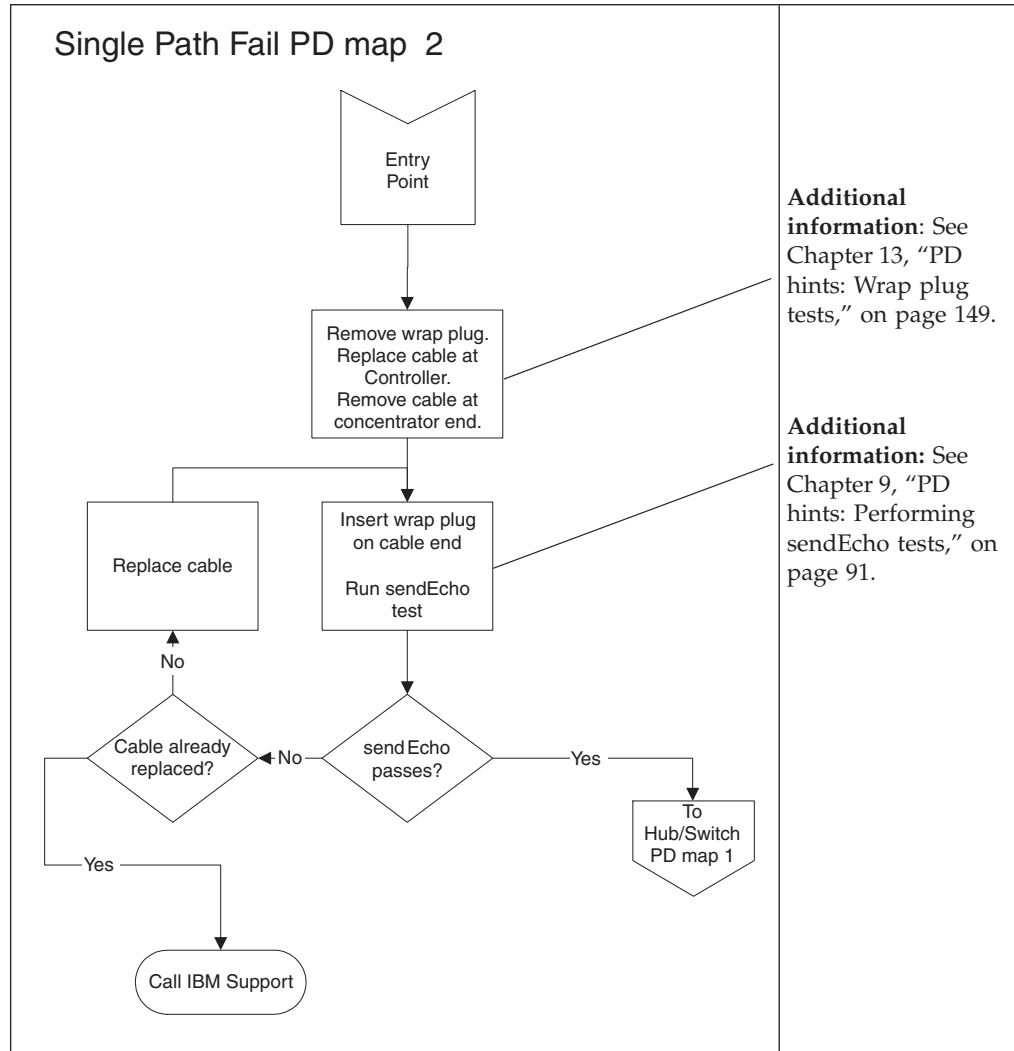 Single Path Fail PD map 2
Entry
Point
Remove wrap plug.
Replace cable at
Controller.
Remove cable at
concentrator end.
Additional
information: See
Chapter 13, “PD
hints: Wrap plug
tests,” on page 149.
Replace cable
Insert wrap plug
on cable end
Run sendEcho
test
Additional
information: See
Chapter 9, “PD
hints: Performing
sendEcho tests,” on
page 91.
No
Cable already
replaced?
No
sendEcho
passes?
Yes
To
Hub/Switch
PD map 1
Yes
Call IBM Support